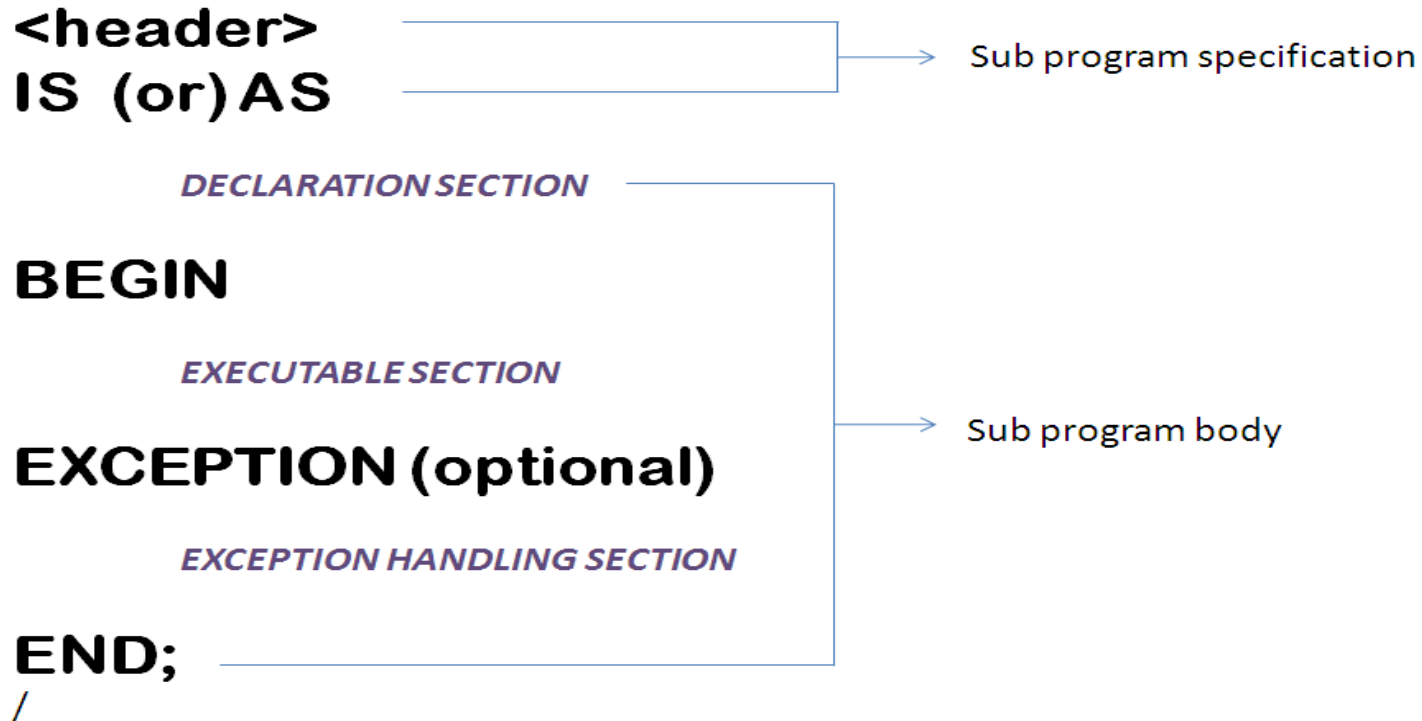 <header>
IS (or) AS
Sub program specification
DECLARATION SECTION
BEGIN
EXECUTABLE SECTION
Sub program body
EXCEPTION (optional)
EXCEPTION HANDLING SECTION
END;
/